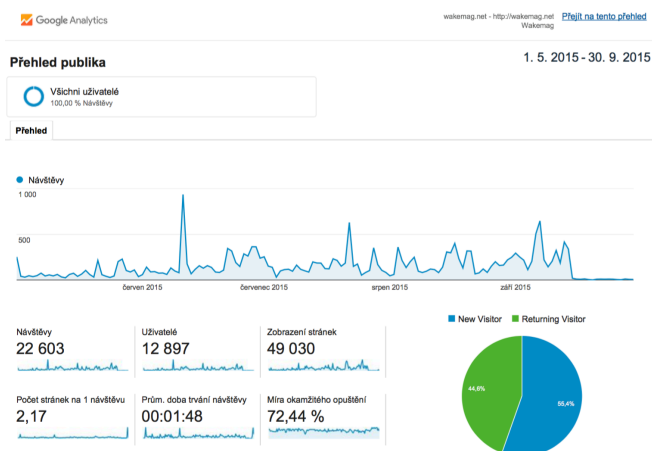 Google Analytics
wakemag.net - http://wakemag.net
Wakemag
Přejít na tento přehled
Přehled publika
1. 5. 2015 - 30. 9. 2015
Všichni uživatelé
100,00 % Návštěvy
Přehled
Návštěvy
1 000
500
červen 2015
červenec 2015
srpen 2015
září 2015
New Visitor
Returning Visitor
Návštěvy
22 603
Uživatelé
12 897
Zobrazení stránek
49 030
Počet stránek na 1 návštěvu
2,17
Prům. doba trvání návštěvy
00:01:48
Míra okamžitého opuštění
72,44 %
44,6%
55,4%